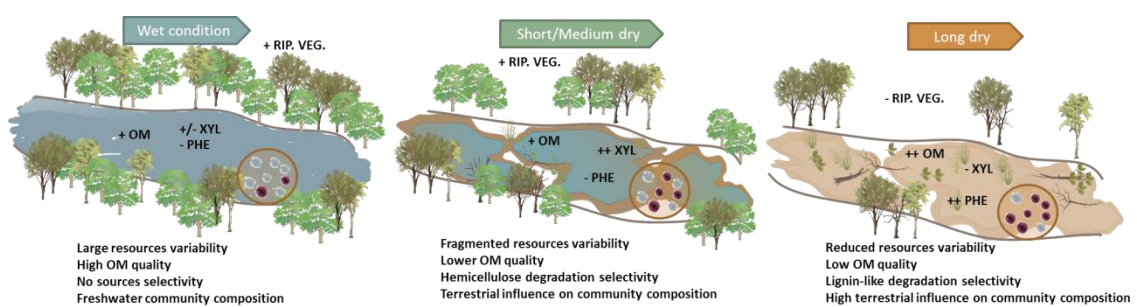 Wet condition
+ RIP. VEG.
+ OM
+/- XYL
- PHE
Large resources variability
High OM quality
No sources selectivity
Freshwater community composition
Short/Medium dry
+ RIP. VEG.
+ OM
++ XYL
- PHE
Fragmented resources variability
Lower OM quality
Hemicellulose degradation selectivity
Terrestrial influence on community composition
Long dry
- RIP. VEG.
++ OM
- XYL
++ PHE
Reduced resources variability
Low OM quality
Lignin-like degradation selectivity
High terrestrial influence on community composition